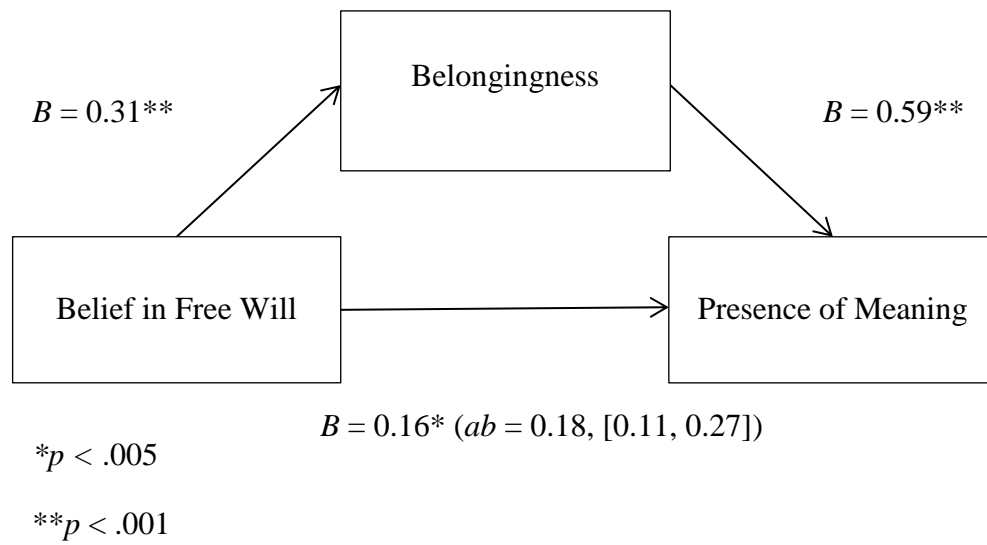 Belongingness
B = 0.31**
B = 0.59**
Belief in Free Will
Presence of Meaning
B = 0.16* (ab = 0.18, [0.11, 0.27])
*p < .005
**p < .001